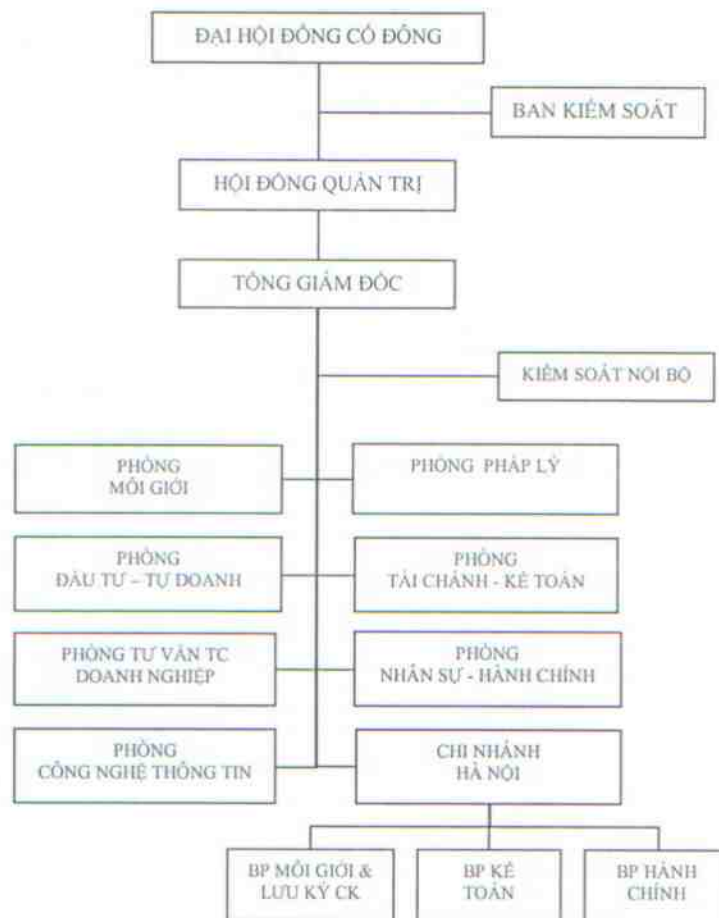 ĐẠI HỘI ĐỒNG CỔ ĐÔNG
BAN KIỂM SOÁT
HỘI ĐỒNG QUẢN TRỊ
TỔNG GIÁM ĐỐC
KIỂM SOÁT NỘI BỘ
PHÒNG
MÔI GIỚI
PHÒNG PHÁP LÝ
PHÒNG
ĐẦU TƯ – TỰ DOANH
PHÒNG
TÀI CHÁNH - KẾ TOÁN
PHÒNG TƯ VẤN TC
DOANH NGHIỆP
PHÒNG
NHÂN SỰ - HÀNH CHÍNH
PHÒNG
CÔNG NGHỆ THÔNG TIN
CHI NHÁNH
HÀ NỘI
BP MÔI GIỚI &
LƯU KÝ CK
BP KẾ
TOÁN
BP HÀNH
CHÍNH